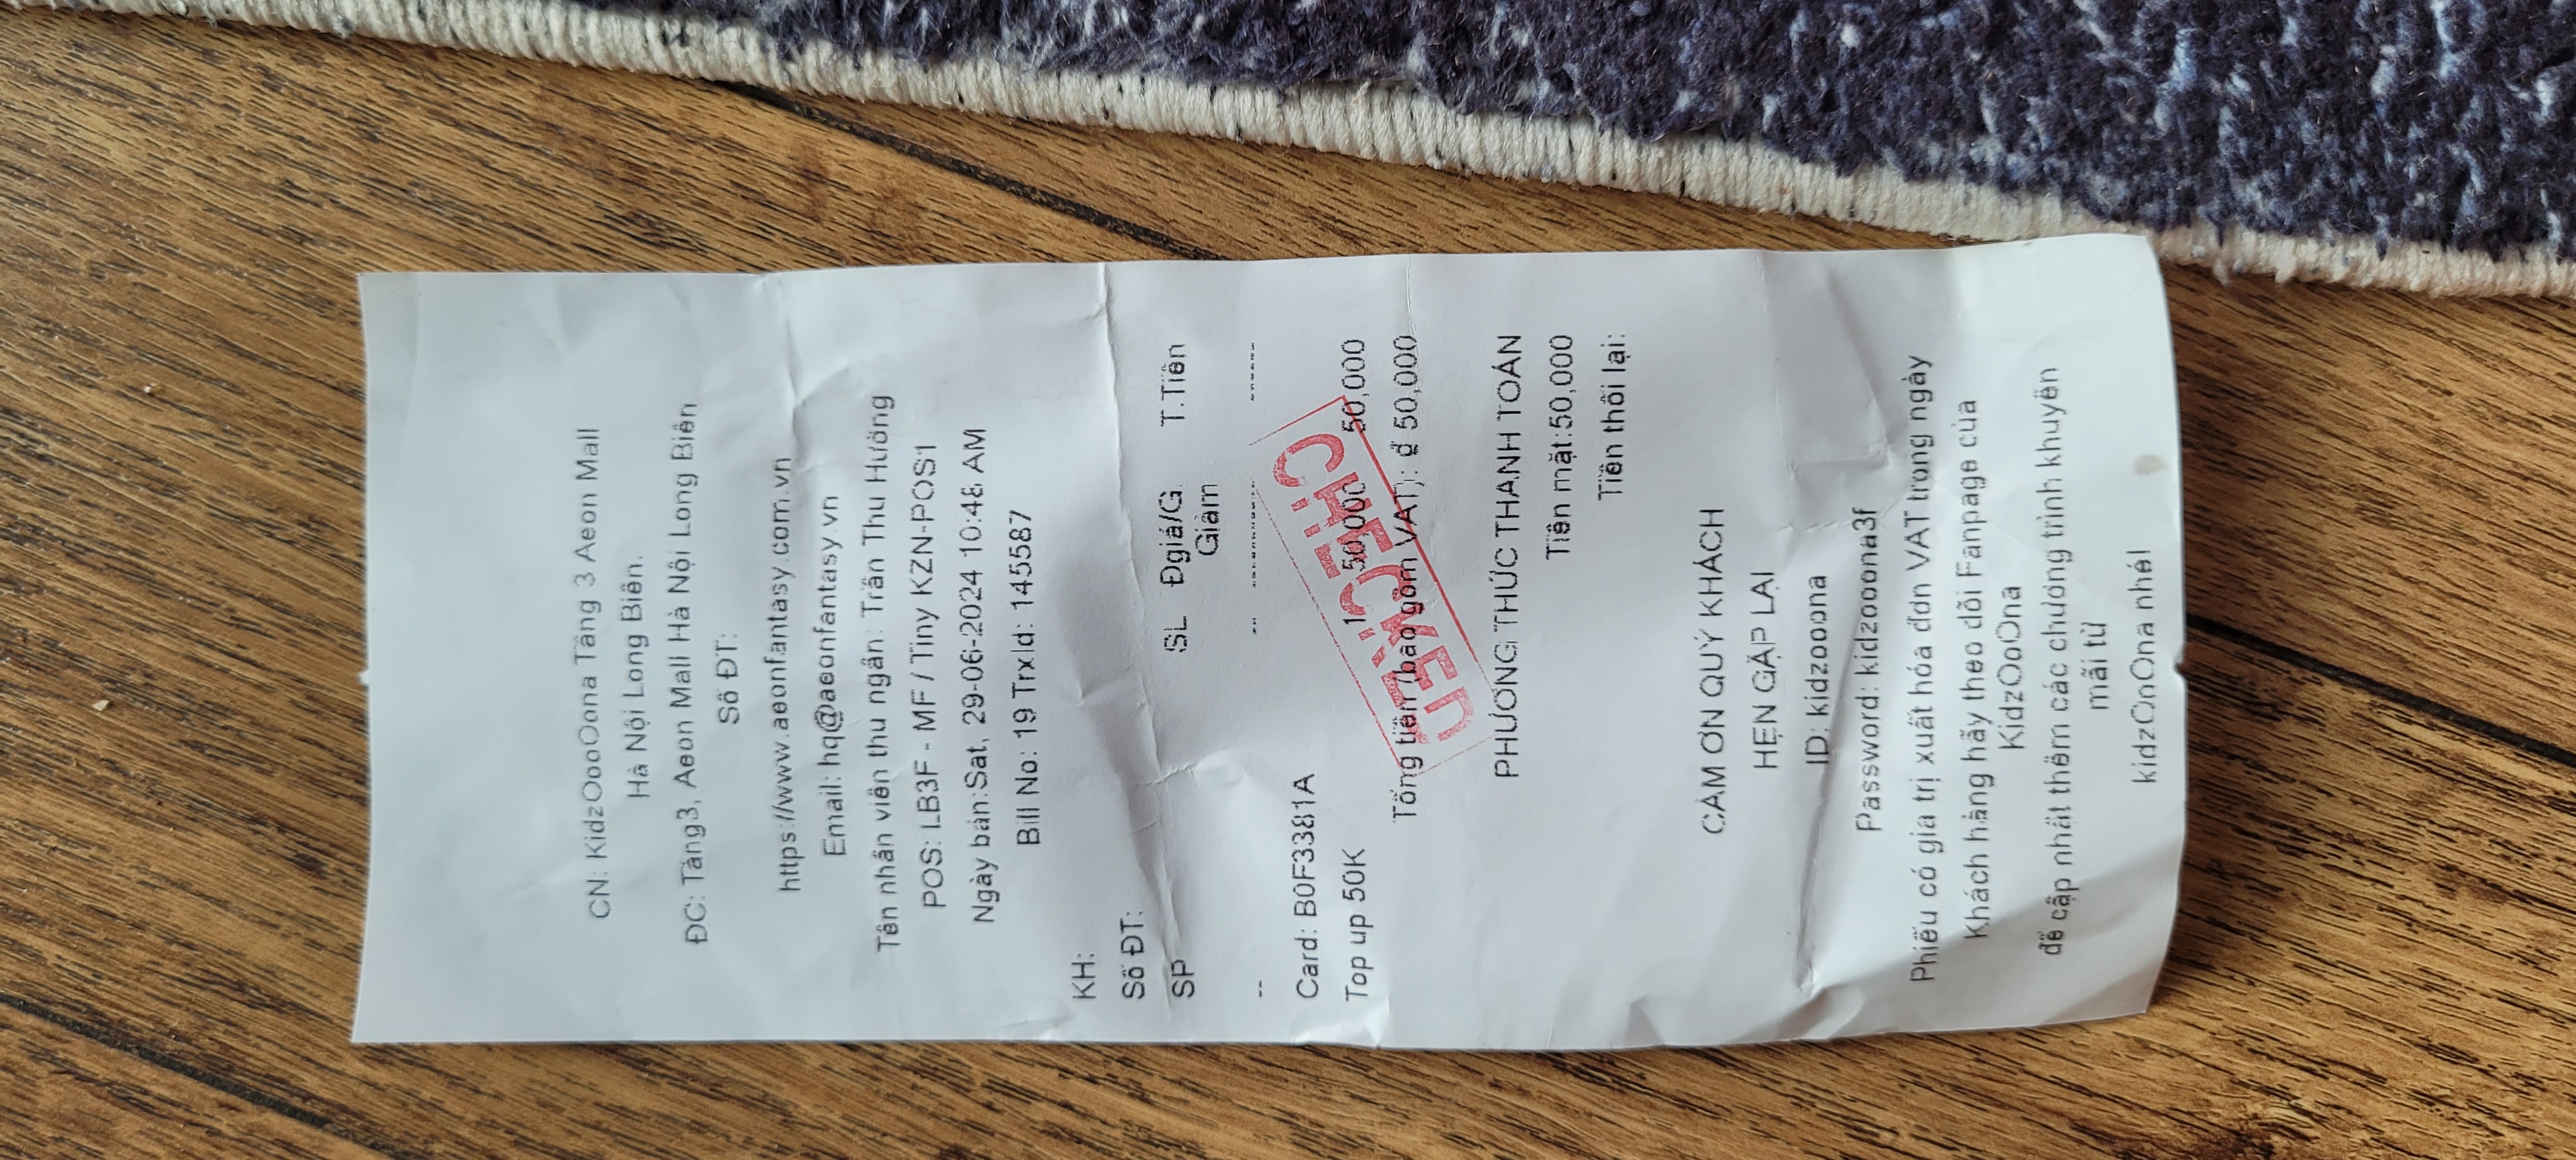 CN: KidzOooOona Tầng 3 Aeon Mall
Hà Nội Long Biên.
ĐC: Tầng3, Aeon Mall Hà Nội Long Biên
Số ĐT:
https://www.aeonfantasy.com.vn
Email: hq@aeonfantasy.vn
Tên nhân viên thu ngân: Trần Thu Hường
POS: LB3F - MF / Tiny KZN-POS1
Ngày bán:Sat, 29-06-2024 10:48 AM
Bill No: 19 TrxId: 145587
KH:
Số ĐT:
SP SL Đgiá/G. T.Tiền
Giảm
--
Card: B0F3381A
Top up 50K 1 50,000 50,000
CHECKED
Tổng tiền (bao gồm VAT): ₫ 50,000
PHƯƠNG THỨC THANH TOÁN
Tiền mặt:50,000
Tiền thối lại:
CẢM ƠN QUÝ KHÁCH
HẸN GẶP LẠI
ID: kidzooona
Password: kidzooona3f
Phiếu có gia trị xuất hóa đơn VAT trong ngày
Khách hàng hãy theo dõi Fanpage của
KidzOoOna
để cập nhât thêm các chương trình khuyên
mãi từ
kidzOoOna nhé!